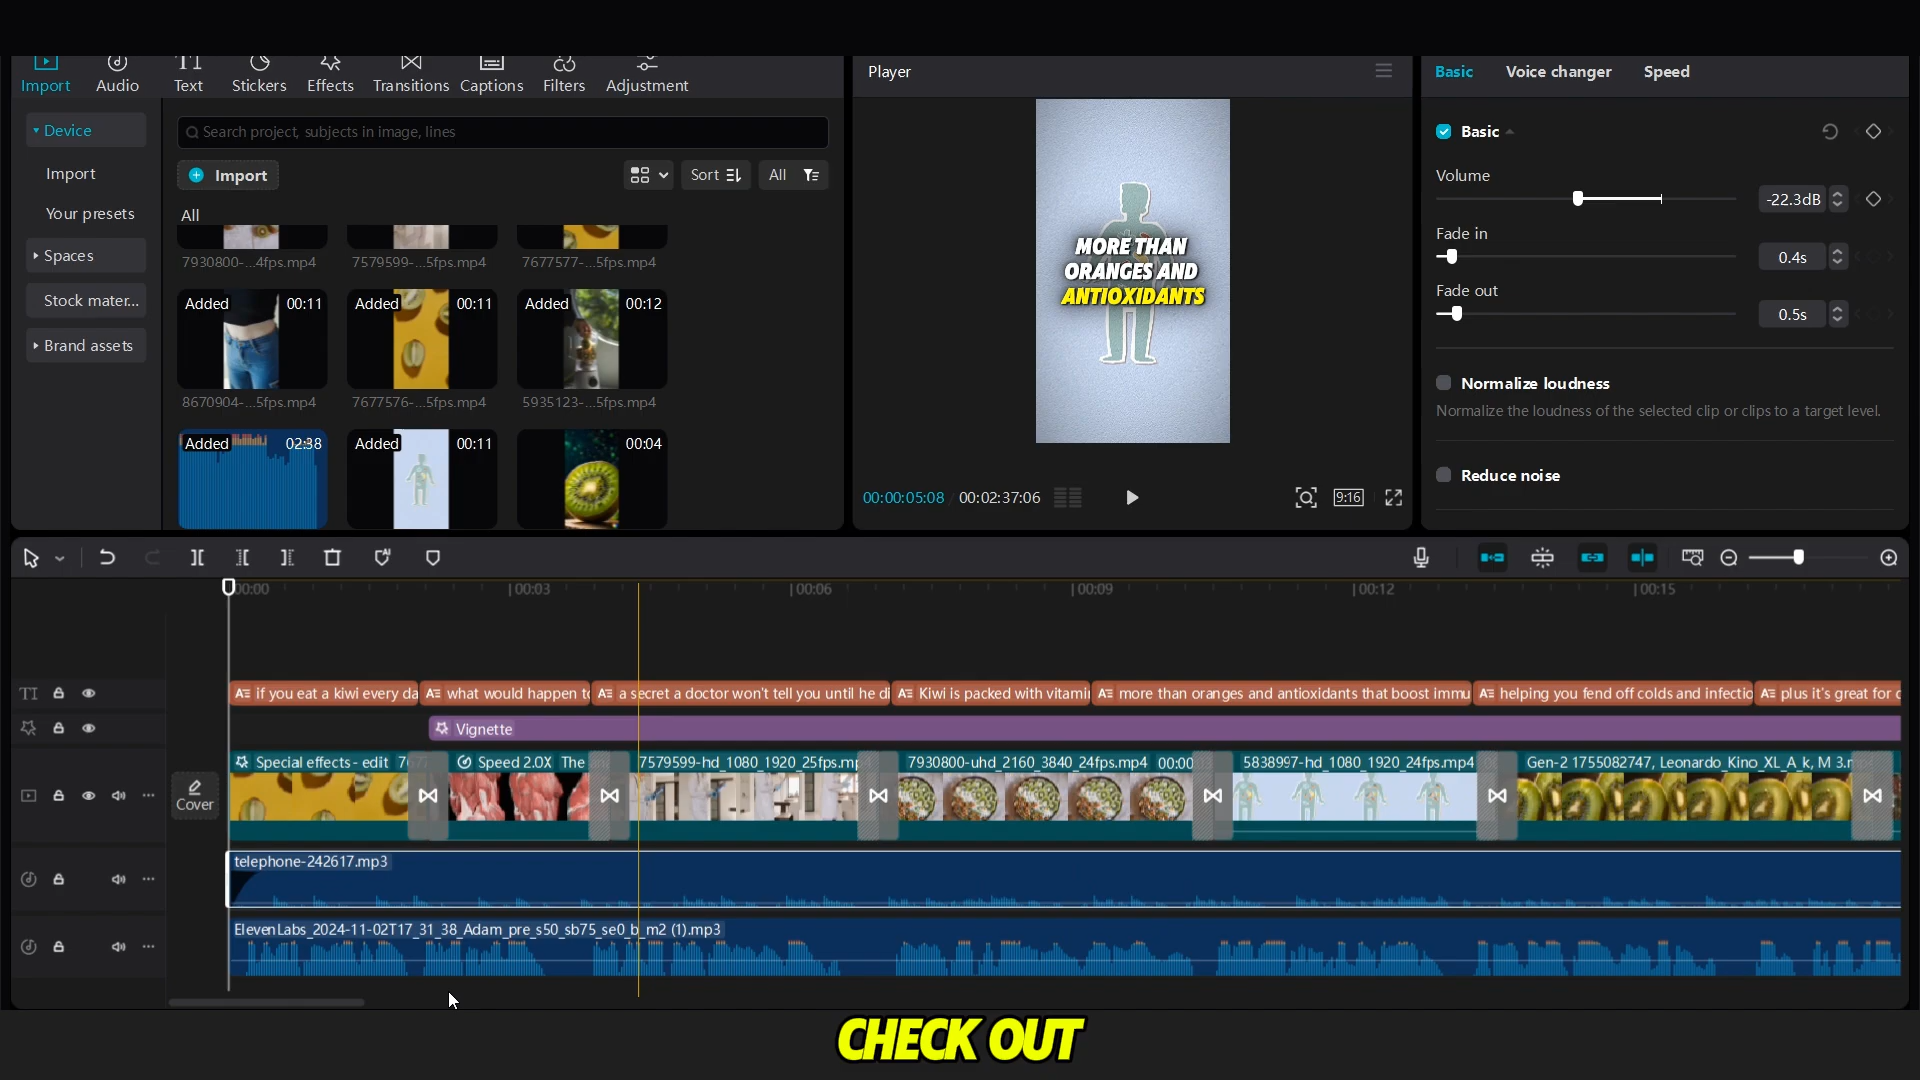 Import
Audio
Text
Stickers
Effects
Transitions
Captions
Filters
Adjustment
Device
Import
Your presets
Spaces
Stock mater...
Brand assets
Search project, subjects in image, lines
Import
Sort
All
All
7930800-...4fps.mp4
7579599-...5fps.mp4
7677577-...5fps.mp4
Added 00:11
Added 00:11
Added 00:12
8670904-...5fps.mp4
7677576-...5fps.mp4
5935123-...5fps.mp4
Added 02:38
Added 00:11
00:04
Player
MORE THAN
ORANGES AND
ANTIOXIDANTS
00:00:05:08 00:02:37:06
9:16
Basic
Voice changer
Speed
Basic
Volume
-22.3dB
Fade in
0.4s
Fade out
0.5s
Normalize loudness
Normalize the loudness of the selected clip or clips to a target level.
Reduce noise
00:00
00:03
00:06
00:09
00:12
00:15
TI
if you eat a kiwi every da
what would happen t
a secret a doctor won't tell you until he di
Kiwi is packed with vitami
more than oranges and antioxidants that boost immu
helping you fend off colds and infectio
plus it's great for
Vignette
Cover
Special effects - edit
Speed 2.0X The
7579599-hd_1080_1920_25fps.mp
7930800-uhd_2160_3840_24fps.mp4 00:00
5838997-hd_1080_1920_24fps.mp4
Gen-2 1755082747, Leonardo_Kino_XL_A_k, M 3.m
telephone-242617.mp3
ElevenLabs_2024-11-02T17_31_38_Adam_pre_s50_sb75_se0_b_m2 (1).mp3
CHECK OUT